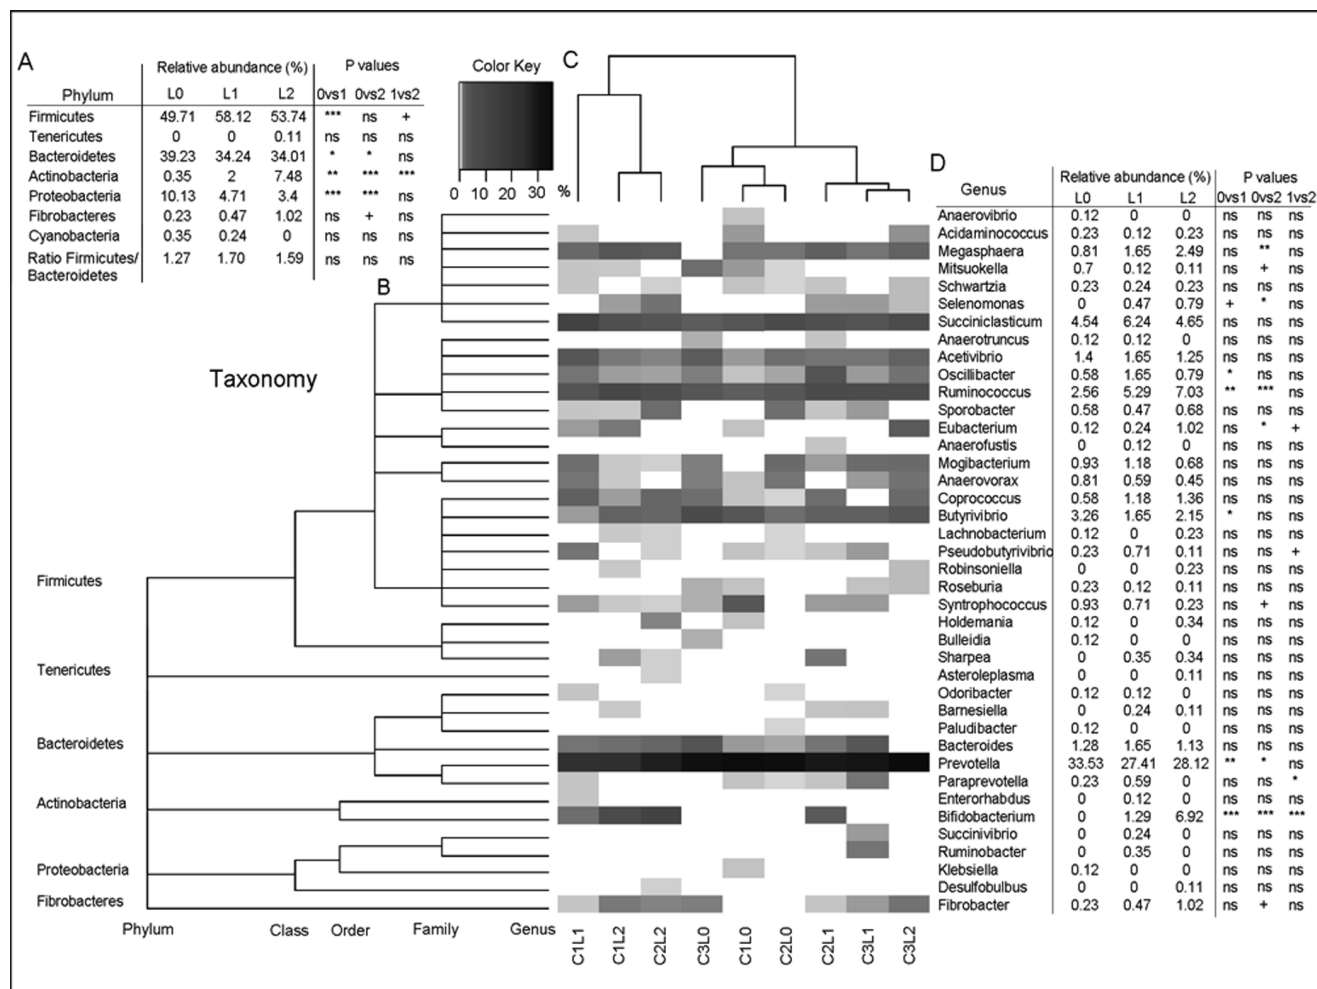 A
Relative abundance (%) P values
Phylum L0 L1 L2 0vs1 0vs2 1vs2
Firmicutes 49.71 58.12 53.74 *** ns +
Tenericutes 0 0 0.11 ns ns ns
Bacteroidetes 39.23 34.24 34.01 * * ns
Actinobacteria 0.35 2 7.48 ** *** ***
Proteobacteria 10.13 4.71 3.4 *** *** ns
Fibrobacteres 0.23 0.47 1.02 ns + ns
Cyanobacteria 0.35 0.24 0 ns ns ns
Ratio Firmicutes/ 1.27 1.70 1.59 ns ns ns
Bacteroidetes
B
Taxonomy
Firmicutes
Tenericutes
Bacteroidetes
Actinobacteria
Proteobacteria
Fibrobacteres
Phylum Class Order Family Genus
Color Key
0 10 20 30 %
C
C1L1 C1L2 C2L2 C3L0 C1L0 C2L0 C2L1 C3L1 C3L2
D
Relative abundance (%) P values
Genus L0 L1 L2 0vs1 0vs2 1vs2
Anaerovibrio 0.12 0 0 ns ns ns
Acidaminococcus 0.23 0.12 0.23 ns ns ns
Megasphaera 0.81 1.65 2.49 ns ** ns
Mitsuokella 0.7 0.12 0.11 ns + ns
Schwartzia 0.23 0.24 0.23 ns ns ns
Selenomonas 0 0.47 0.79 + * ns
Succiniclasticum 4.54 6.24 4.65 ns ns ns
Anaerotruncus 0.12 0.12 0 ns ns ns
Acetivibrio 1.4 1.65 1.25 ns ns ns
Oscillibacter 0.58 1.65 0.79 * ns ns
Ruminococcus 2.56 5.29 7.03 ** *** ns
Sporobacter 0.58 0.47 0.68 ns ns ns
Eubacterium 0.12 0.24 1.02 ns * +
Anaerofustis 0 0.12 0 ns ns ns
Mogibacterium 0.93 1.18 0.68 ns ns ns
Anaerovorax 0.81 0.59 0.45 ns ns ns
Coprococcus 0.58 1.18 1.36 ns ns ns
Butyrivibrio 3.26 1.65 2.15 * ns ns
Lachnobacterium 0.12 0 0.23 ns ns ns
Pseudobutyrivibrio 0.23 0.71 0.11 ns ns +
Robinsoniella 0 0 0.23 ns ns ns
Roseburia 0.23 0.12 0.11 ns ns ns
Syntrophococcus 0.93 0.71 0.23 ns + ns
Holdemania 0.12 0 0.34 ns ns ns
Bulleidia 0.12 0 0 ns ns ns
Sharpea 0 0.35 0.34 ns ns ns
Asteroleplasma 0 0 0.11 ns ns ns
Odoribacter 0.12 0.12 0 ns ns ns
Barnesiella 0 0.24 0.11 ns ns ns
Paludibacter 0.12 0 0 ns ns ns
Bacteroides 1.28 1.65 1.13 ns ns ns
Prevotella 33.53 27.41 28.12 ** * ns
Paraprevotella 0.23 0.59 0 ns ns *
Enterorhabdus 0 0.12 0 ns ns ns
Bifidobacterium 0 1.29 6.92 *** *** ***
Succinivibrio 0 0.24 0 ns ns ns
Ruminobacter 0 0.35 0 ns ns ns
Klebsiella 0.12 0 0 ns ns ns
Desulfobulbus 0 0 0.11 ns ns ns
Fibrobacter 0.23 0.47 1.02 ns + ns